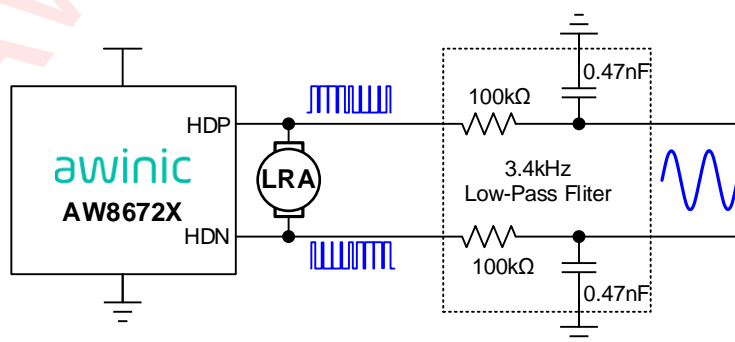 0.47nF
100kΩ
HDP
awinic
AW8672X
LRA
3.4kHz
Low-Pass Fliter
HDN
100kΩ
0.47nF